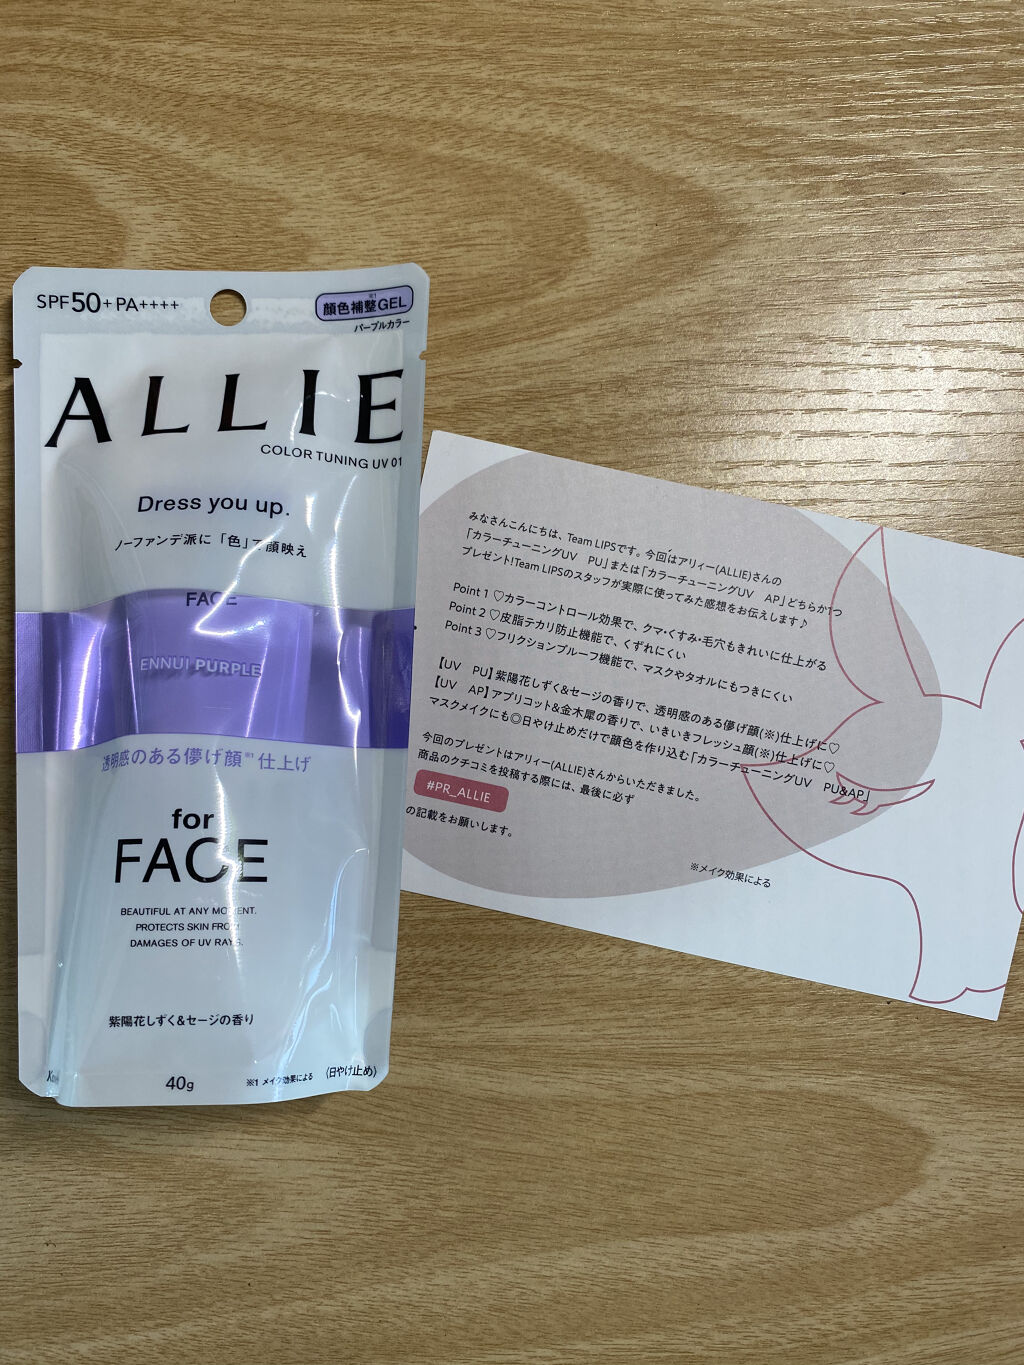 SPF50+PA++++
※1
顔色補整GEL
パープルカラー
ALLIE
COLOR TUNING UV 01
Dress you up.
ノーファンデ派に「色」で顔映え
FACE
ENNUI PURPLE
透明感のある儚げ顔※1仕上げ
for
FACE
BEAUTIFUL AT ANY MOMENT.
PROTECTS SKIN FROM
DAMAGES OF UV RAYS.
紫陽花しずく&セージの香り
40g
※1 メイク効果による
〈日やけ止め〉
みなさんこんにちは、Team LIPSです。今回はアリィー(ALLIE)さんの
「カラーチューニングUV PU」または「カラーチューニングUV AP」どちらか1つ
プレゼント!Team LIPSのスタッフが実際に使ってみた感想をお伝えします♪
Point 1 ♡カラーコントロール効果で、クマ・くすみ・毛穴もきれいに仕上がる
Point 2 ♡皮脂テカリ防止機能で、くずれにくい
Point 3 ♡フリクションプルーフ機能で、マスクやタオルにもつきにくい
【UV PU】紫陽花しずく&セージの香りで、透明感のある儚げ顔(※)仕上げに♡
【UV AP】アプリコット&金木犀の香りで、いきいきフレッシュ顔(※)仕上げに♡
マスクメイクにも◎日やけ止めだけで顔色を作り込む「カラーチューニングUV PU&AP」
今回のプレゼントはアリィー(ALLIE)さんからいただきました。
商品のクチコミを投稿する際には、最後に必ず
#PR_ALLIE
の記載をお願いします。
※メイク効果による